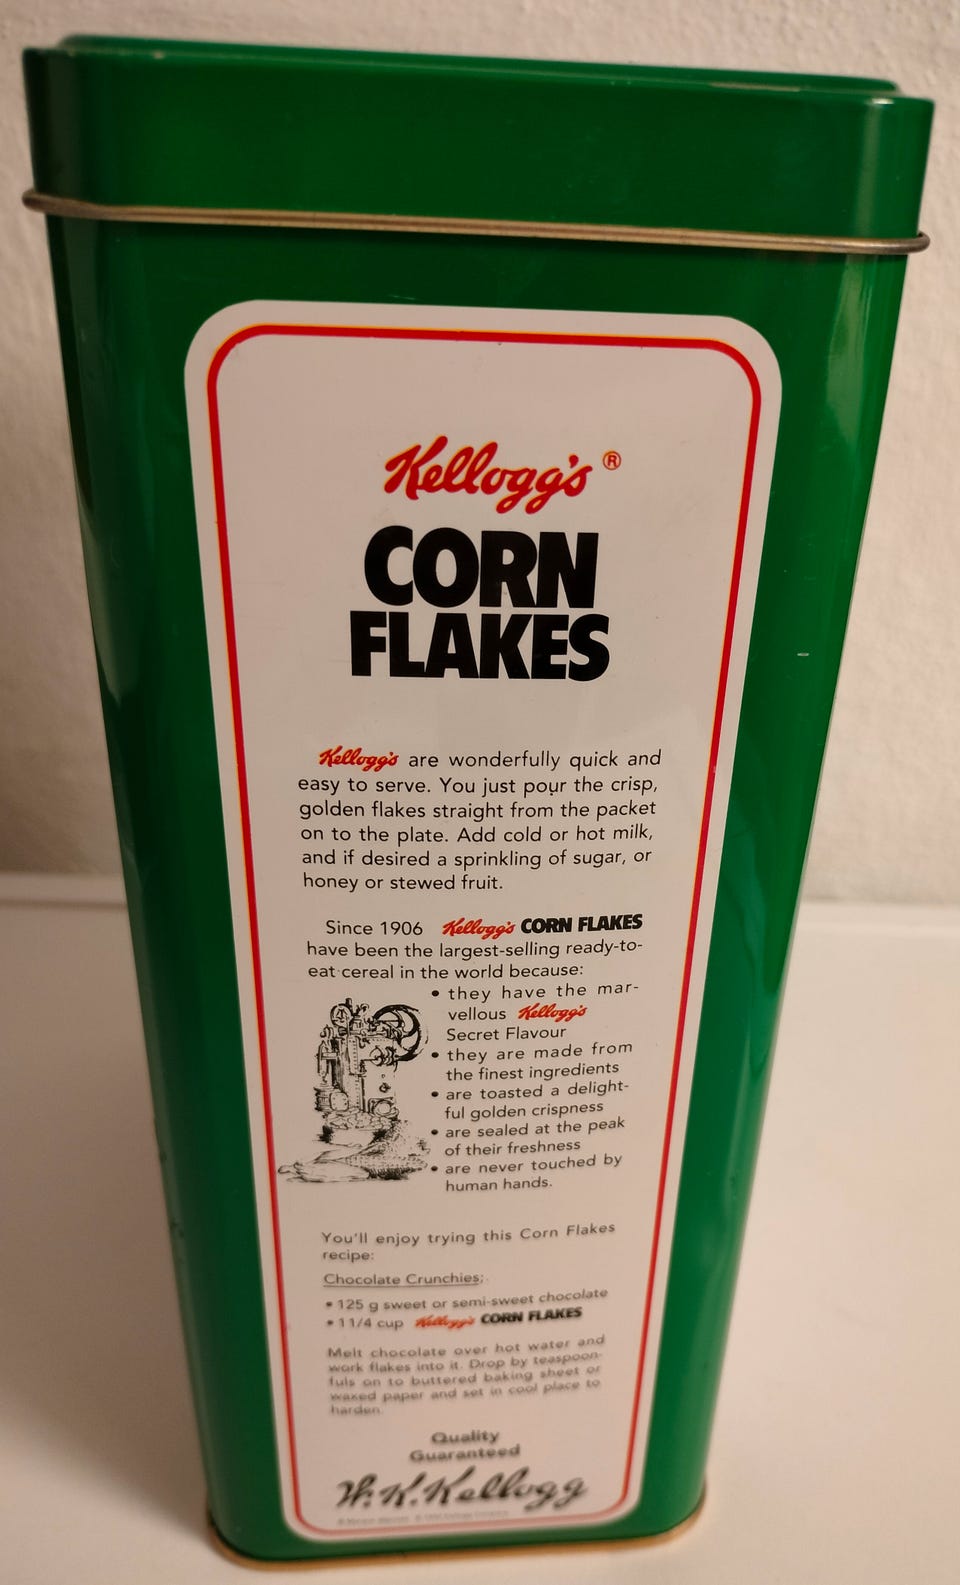 Kellogg's ®
CORN
FLAKES
Kellogg's are wonderfully quick and
easy to serve. You just pour the crisp,
golden flakes straight from the packet
on to the plate. Add cold or hot milk,
and if desired a sprinkling of sugar, or
honey or stewed fruit.
Since 1906 Kellogg's CORN FLAKES
have been the largest-selling ready-to-
eat cereal in the world because:
• they have the mar-
vellous Kellogg's
Secret Flavour
• they are made from
the finest ingredients
• are toasted a delight-
ful golden crispness
• are sealed at the peak
of their freshness
• are never touched by
human hands.
You'll enjoy trying this Corn Flakes
recipe:
Chocolate Crunchies:
• 125 g sweet or semi-sweet chocolate
• 11/4 cup Kellogg's CORN FLAKES
Melt chocolate over hot water and
work flakes into it. Drop by teaspoon-
fuls on to buttered baking sheet or
waxed paper and set in cool place to
harden.
Quality
Guaranteed
W.K.Kellogg